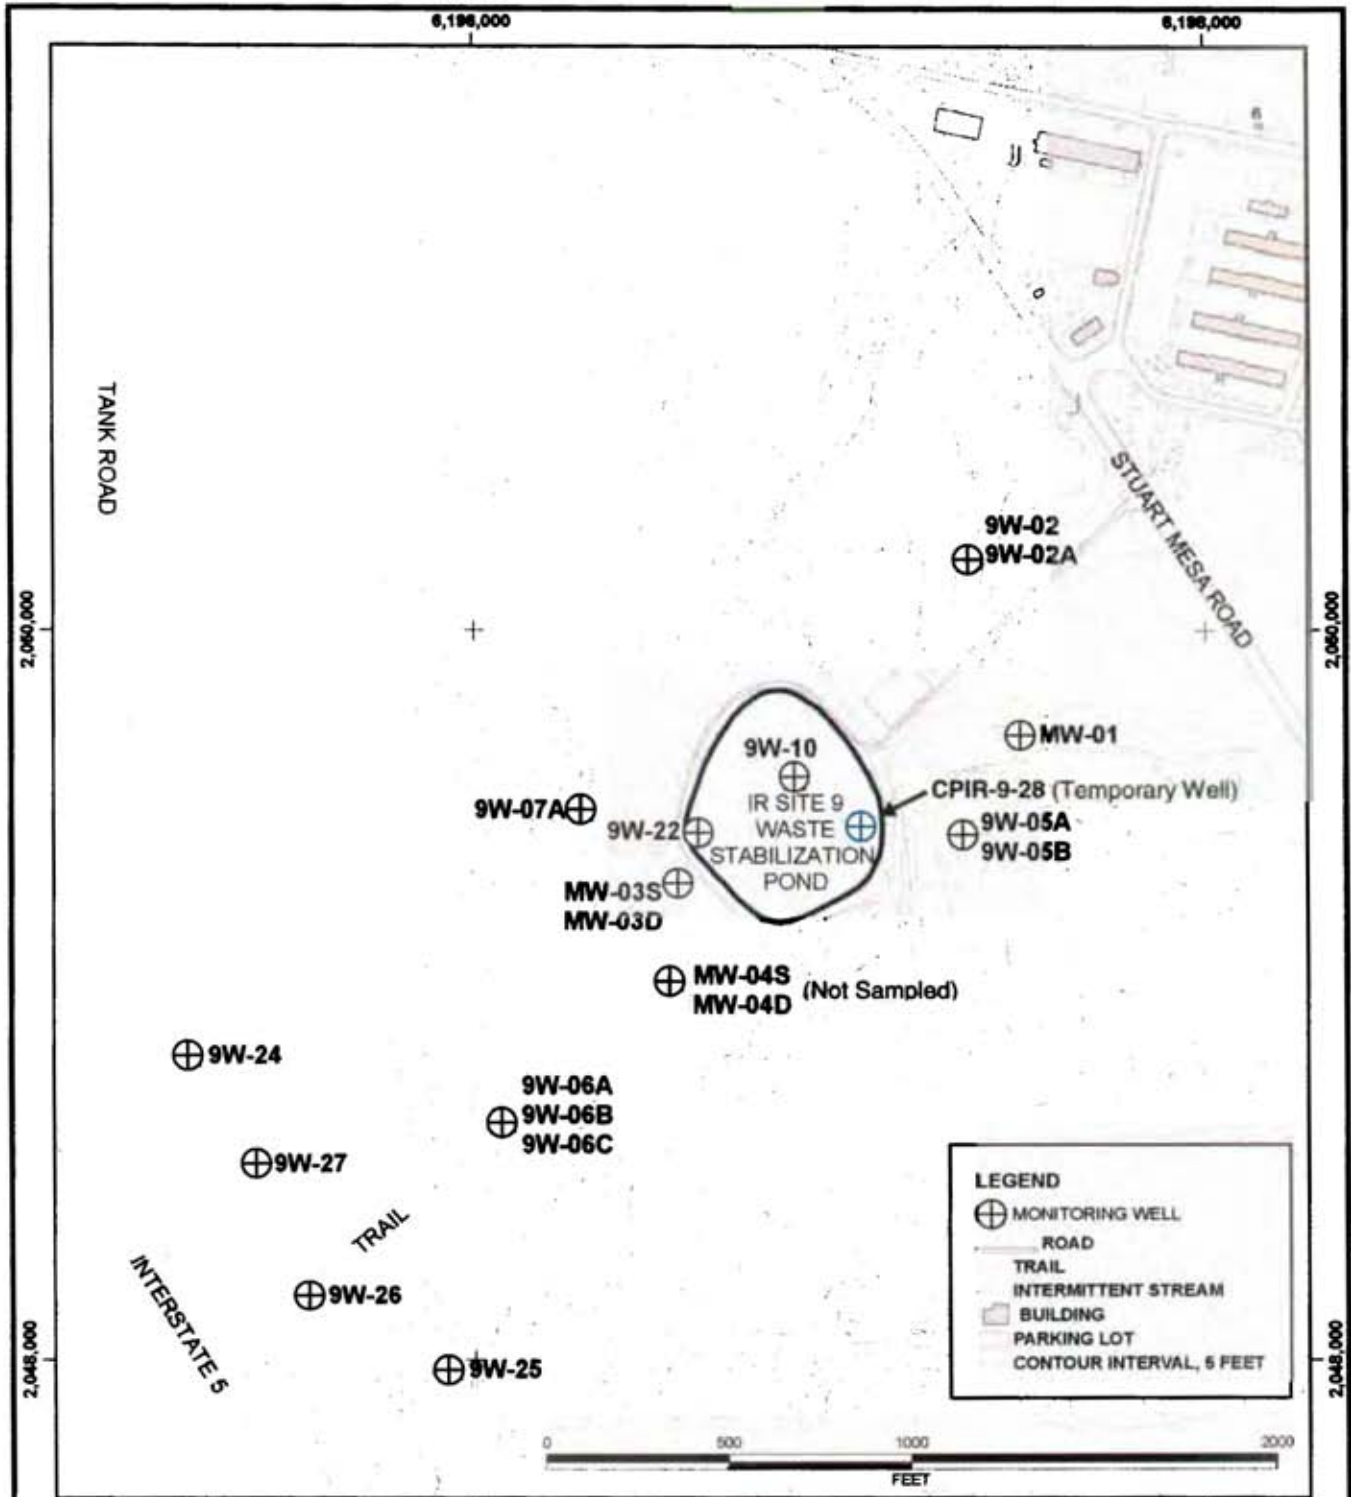 6,196,000
6,198,000
TANK ROAD
STUART MESA ROAD
9W-02
9W-02A
2,050,000
2,050,000
MW-01
9W-10
CPIR-9-28 (Temporary Well)
IR SITE 9
WASTE
STABILIZATION
POND
9W-07A
9W-22
9W-05A
9W-05B
MW-03S
MW-03D
MW-04S
MW-04D
(Not Sampled)
9W-24
9W-06A
9W-06B
9W-06C
9W-27
TRAIL
INTERSTATE 5
9W-26
9W-25
2,048,000
2,048,000
LEGEND
MONITORING WELL
ROAD
TRAIL
INTERMITTENT STREAM
BUILDING
PARKING LOT
CONTOUR INTERVAL, 5 FEET
0
500
1000
2000
FEET